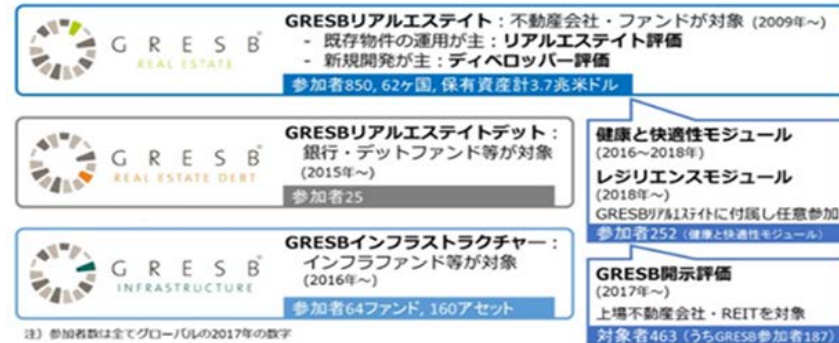 GRESB
REAL ESTATE
GRESBリアルエステイト：不動産会社・ファンドが対象 (2009年～)
- 既存物件の運用が主：リアルエステイト評価
- 新規開発が主：ディベロッパー評価
参加者850, 62ヶ国, 保有資産計3.7兆米ドル
GRESB
REAL ESTATE DEBT
GRESBリアルエステイトデット：
銀行・デットファンド等が対象
(2015年～)
参加者25
GRESB
INFRASTRUCTURE
GRESBインフラストラクチャー：
インフラファンド等が対象
(2016年～)
参加者64ファンド, 160アセット
注）参加者数は全てグローバルの2017年の数字
健康と快適性モジュール
(2016～2018年)
レジリエンスモジュール
(2018年～)
GRESBリアルエステイトに付属し任意参加
参加者252（健康と快適性モジュール）
GRESB開示評価
(2017年～)
上場不動産会社・REITを対象
対象者463（うちGRESB参加者187）